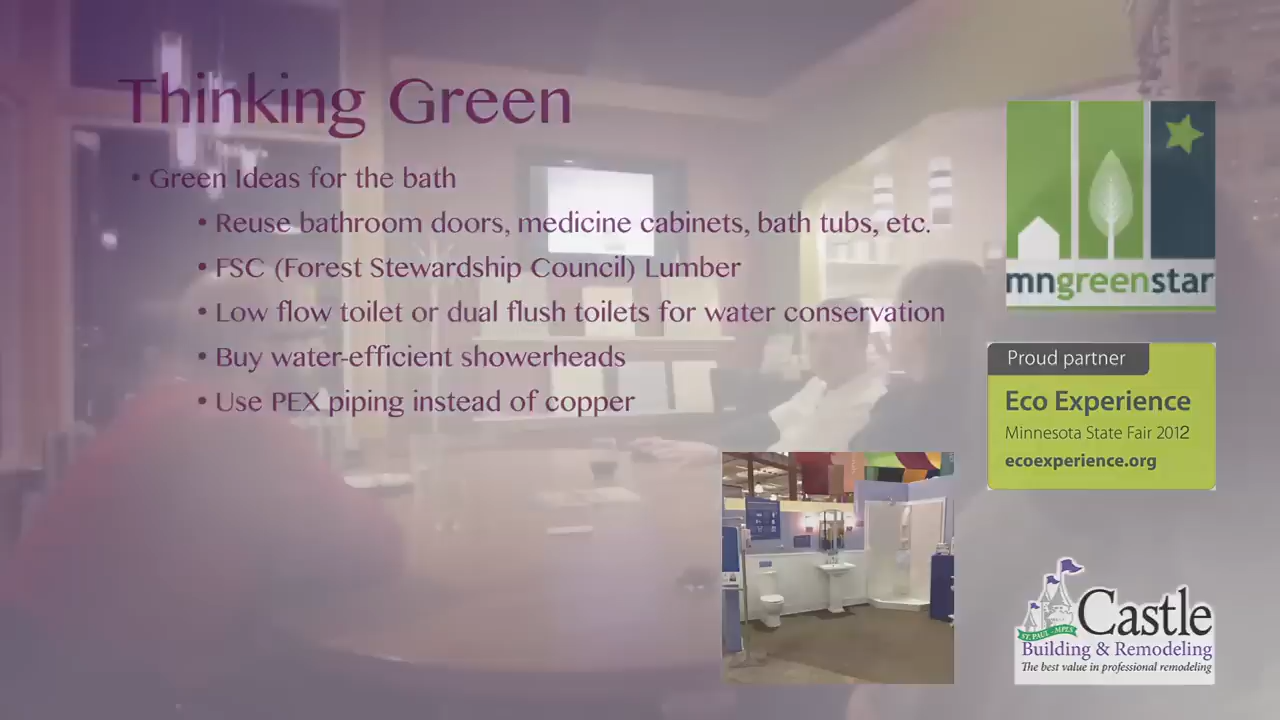 Thinking Green
• Green Ideas for the bath
• Reuse bathroom doors, medicine cabinets, bath tubs, etc.
• FSC (Forest Stewardship Council) Lumber
• Low flow toilet or dual flush toilets for water conservation
• Buy water-efficient showerheads
• Use PEX piping instead of copper
mngreenstar
Proud partner
Eco Experience
Minnesota State Fair 2012
ecoexperience.org
ST. PAUL - MPLS
Castle
Building & Remodeling
The best value in professional remodeling